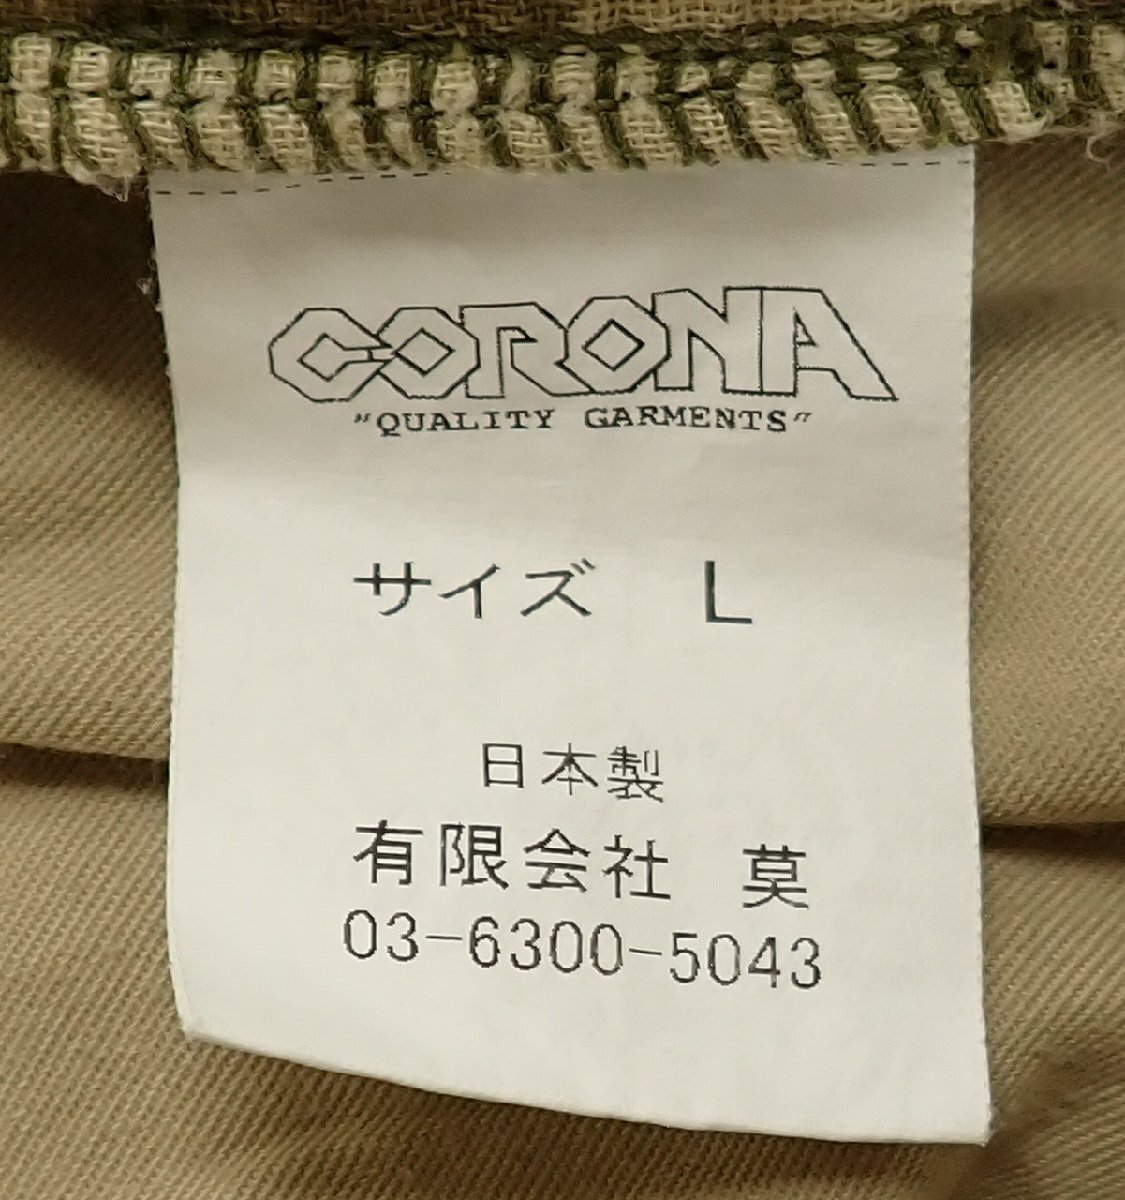 CORONA
"QUALITY GARMENTS"
サイズ L
日本製
有限会社 莫
03-6300-5043